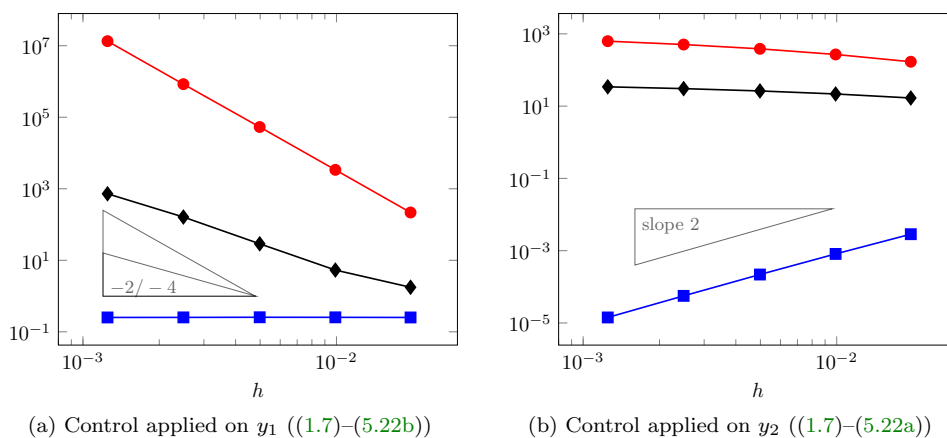 10^7
10^5
10^3
10^1
10^−1
−2/ − 4
10^−3
10^−2
h
(a) Control applied on y_1 ((1.7)–(5.22b))
10^3
10^1
10^−1
10^−3
10^−5
slope 2
10^−3
10^−2
h
(b) Control applied on y_2 ((1.7)–(5.22a))